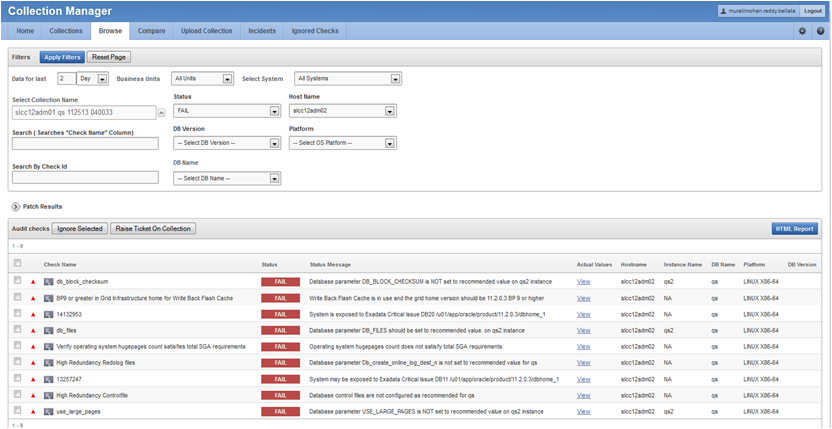 Collection Manager
muralimohan.reddy.bellala Logout
Home Collections Browse Compare Upload Collection Incidents Ignored Checks
Filters Apply Filters Reset Page
Data for last 2 Day Business Units All Units Select System All Systems
Select Collection Name Status Host Name
slcc12adm01 qs 112513 040033 FAIL slcc12adm02
Search ( Searches "Check Name" Column) DB Version Platform
-- Select DB Version -- -- Select OS Platform --
Search By Check Id DB Name
-- Select DB Name --
Patch Results
Audit checks Ignore Selected Raise Ticket On Collection HTML Report
1 - 9
Check Name Status Status Message Actual Values Hostname Instance Name DB Name Platform DB Version
db_block_checksum FAIL Database parameter DB_BLOCK_CHECKSUM is NOT set to recommended value on qs2 instance View slcc12adm02 qs2 qs LINUX X86-64
BP9 or greater in Grid Infrastructure home for Write Back Flash Cache FAIL Write Back Flash Cache is in use and the grid home version should be 11.2.0.3 BP 9 or higher View slcc12adm02 NA qs LINUX X86-64
14132953 FAIL System is exposed to Exadata Critical Issue DB20 /u01/app/oracle/product/11.2.0.3/dbhome_1 View slcc12adm02 NA qs LINUX X86-64
db_files FAIL Database parameter DB_FILES should be set to recommended value. on qs2 instance View slcc12adm02 qs2 qs LINUX X86-64
Verify operating system hugepages count satisfies total SGA requirements FAIL Operating system hugepages count does not satisfy total SGA requirements View slcc12adm02 NA qs LINUX X86-64
High Redundancy Redolog files FAIL Database parameter Db_create_online_log_dest_n is not set to recommended value for qs View slcc12adm02 NA qs LINUX X86-64
13257247 FAIL System may be exposed to Exadata Critical Issue DB11 /u01/app/oracle/product/11.2.0.3/dbhome_1 View slcc12adm02 NA qs LINUX X86-64
High Redundancy Controlfile FAIL Database control files are not configured as recommended for qs View slcc12adm02 NA qs LINUX X86-64
use_large_pages FAIL Database parameter USE_LARGE_PAGES is NOT set to recommended value on qs2 instance View slcc12adm02 qs2 qs LINUX X86-64
1 - 9